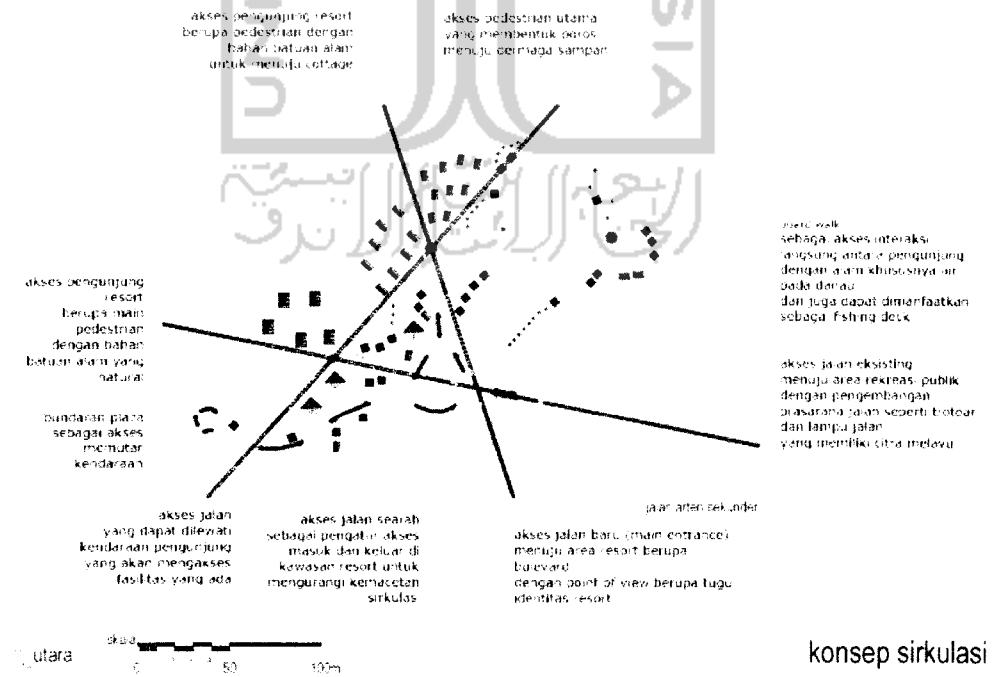 akses pengunjung resort
berupa pedestrian dengan
bahan batuan alam
untuk menuju cottage
akses pedestrian utama
yang membentuk poros
menuju dermaga sampan
board walk
sebagai akses interaksi
langsung antara pengunjung
dengan alam khususnya air
pada danau
dan juga dapat dimanfaatkan
sebagai fishing deck
akses pengunjung
resort
berupa main
pedestrian
dengan bahan
batuan alam yang
natural
akses jalan eksisting
menuju area rekreasi publik
dengan pengembangan
prasarana jalan seperti trotoar
dan lampu jalan
yang memiliki citra melayu
bundaran plaza
sebagai akses
memutar
kendaraan
akses jalan
yang dapat dilewati
kendaraan pengunjung
yang akan mengakses
fasilitas yang ada
akses jalan searah
sebagai pengatur akses
masuk dan keluar di
kawasan resort untuk
mengurangi kemacetan
sirkulasi
jalan arteri sekunder
akses jalan baru (main entrance)
menuju area resort berupa
bulevard
dengan point of view berupa tugu
identitas resort
utara
skala
0 50 100m
konsep sirkulasi